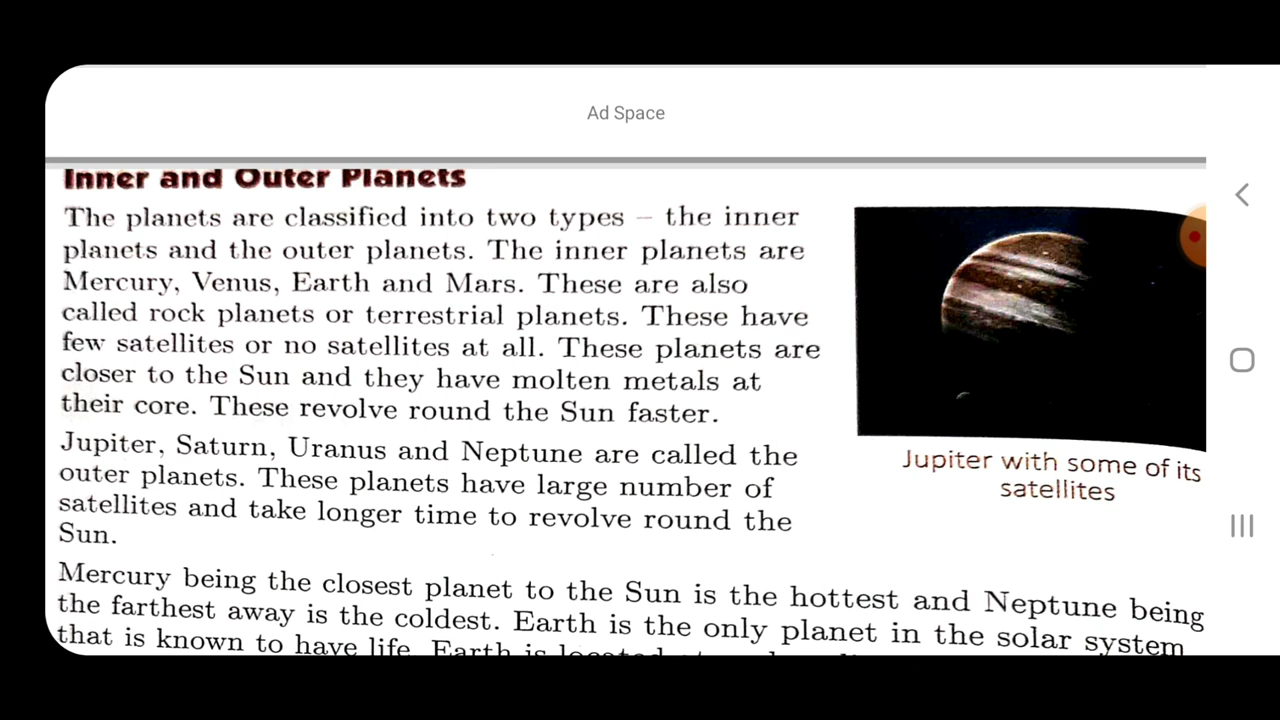 Ad Space
Inner and Outer Planets
The planets are classified into two types – the inner
planets and the outer planets. The inner planets are
Mercury, Venus, Earth and Mars. These are also
called rock planets or terrestrial planets. These have
few satellites or no satellites at all. These planets are
closer to the Sun and they have molten metals at
their core. These revolve round the Sun faster.
Jupiter, Saturn, Uranus and Neptune are called the
outer planets. These planets have large number of
satellites and take longer time to revolve round the
Sun.
Jupiter with some of its
satellites
Mercury being the closest planet to the Sun is the hottest and Neptune being
the farthest away is the coldest. Earth is the only planet in the solar system
that is known to have life. Earth is located